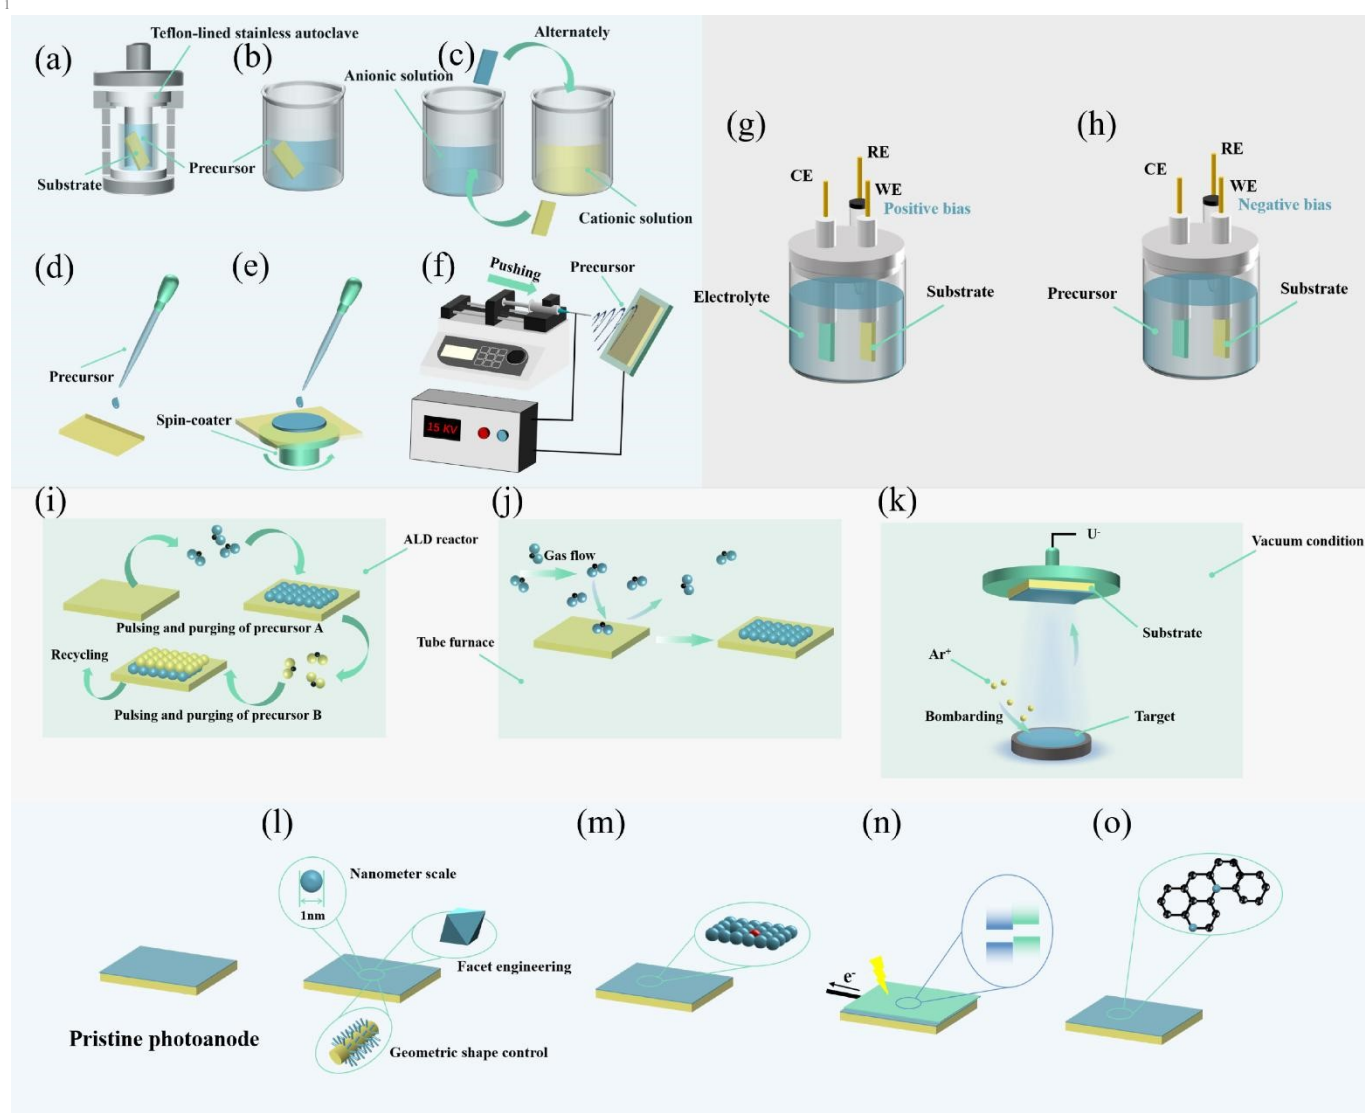 (a)
Teflon-lined stainless autoclave
Substrate
Precursor
(b)
(c)
Alternately
Anionic solution
Cationic solution
(d)
Precursor
(e)
Spin-coater
(f)
Pushing
Precursor
15 KV
(g)
CE
RE
WE
Positive bias
Electrolyte
Substrate
(h)
CE
RE
WE
Negative bias
Precursor
Substrate
(i)
ALD reactor
Pulsing and purging of precursor A
Recycling
Pulsing and purging of precursor B
(j)
Gas flow
Tube furnace
(k)
U-
Vacuum condition
Substrate
Ar+
Bombarding
Target
Pristine photoanode
(l)
Nanometer scale
1nm
Facet engineering
Geometric shape control
(m)
(n)
e-
(o)